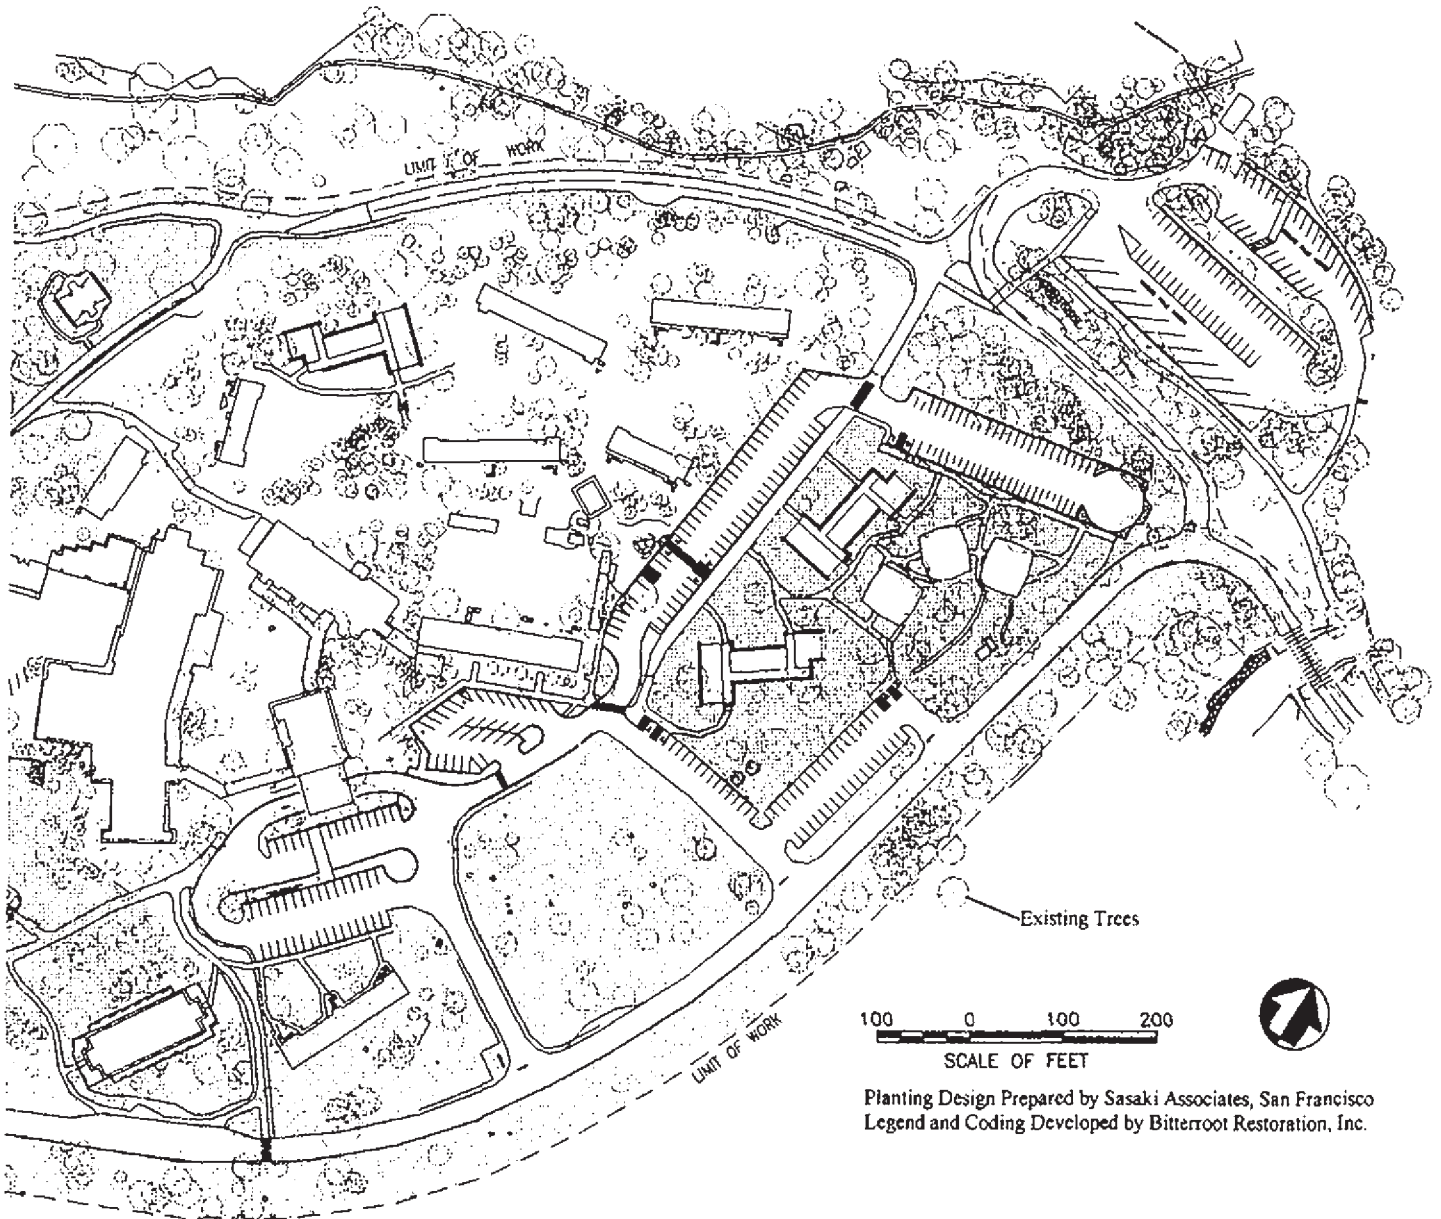 LIMIT OF WORK
Existing Trees
100 0 100 200
SCALE OF FEET
LIMIT OF WORK
Planting Design Prepared by Sasaki Associates, San Francisco
Legend and Coding Developed by Bitterroot Restoration, Inc.